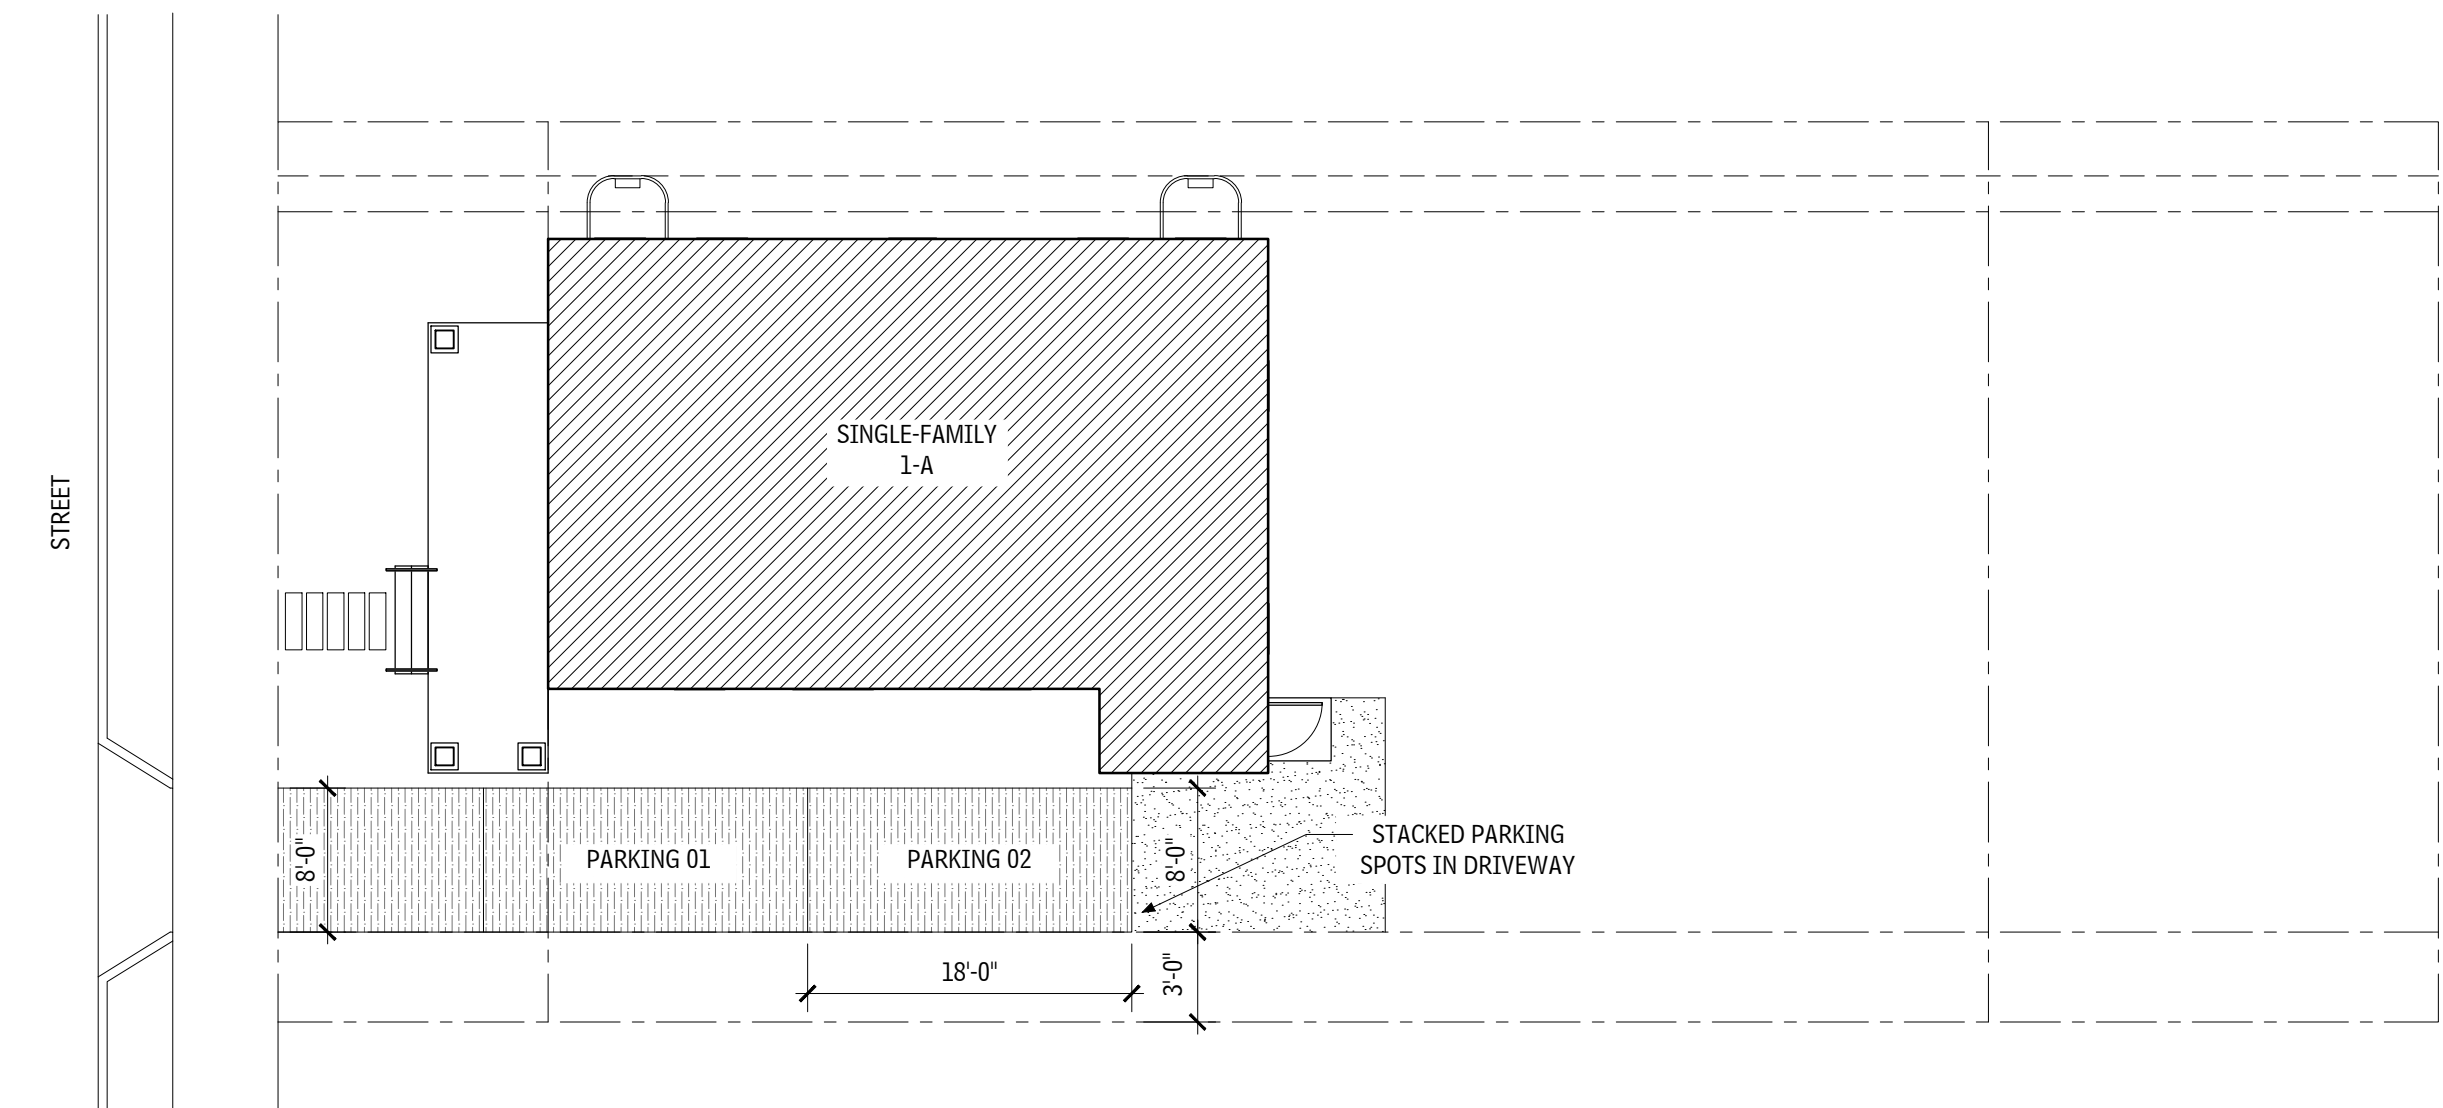 STREET
SINGLE-FAMILY
1-A
8'-0"
PARKING 01
PARKING 02
8'-0"
STACKED PARKING
SPOTS IN DRIVEWAY
18'-0"
3'-0"